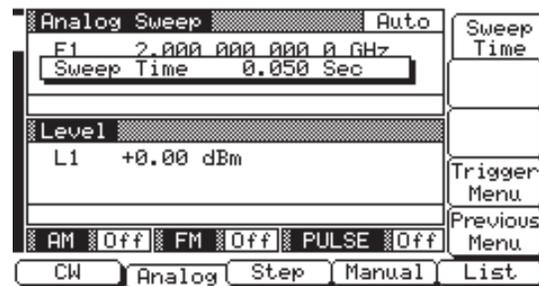 Analog Sweep Auto
F1 2.000 000 000 0 GHz
Sweep Time 0.050 Sec
Level
L1 +0.00 dBm
AM Off FM Off PULSE Off
Sweep
Time
Trigger
Menu
Previous
Menu
CW Analog Step Manual List